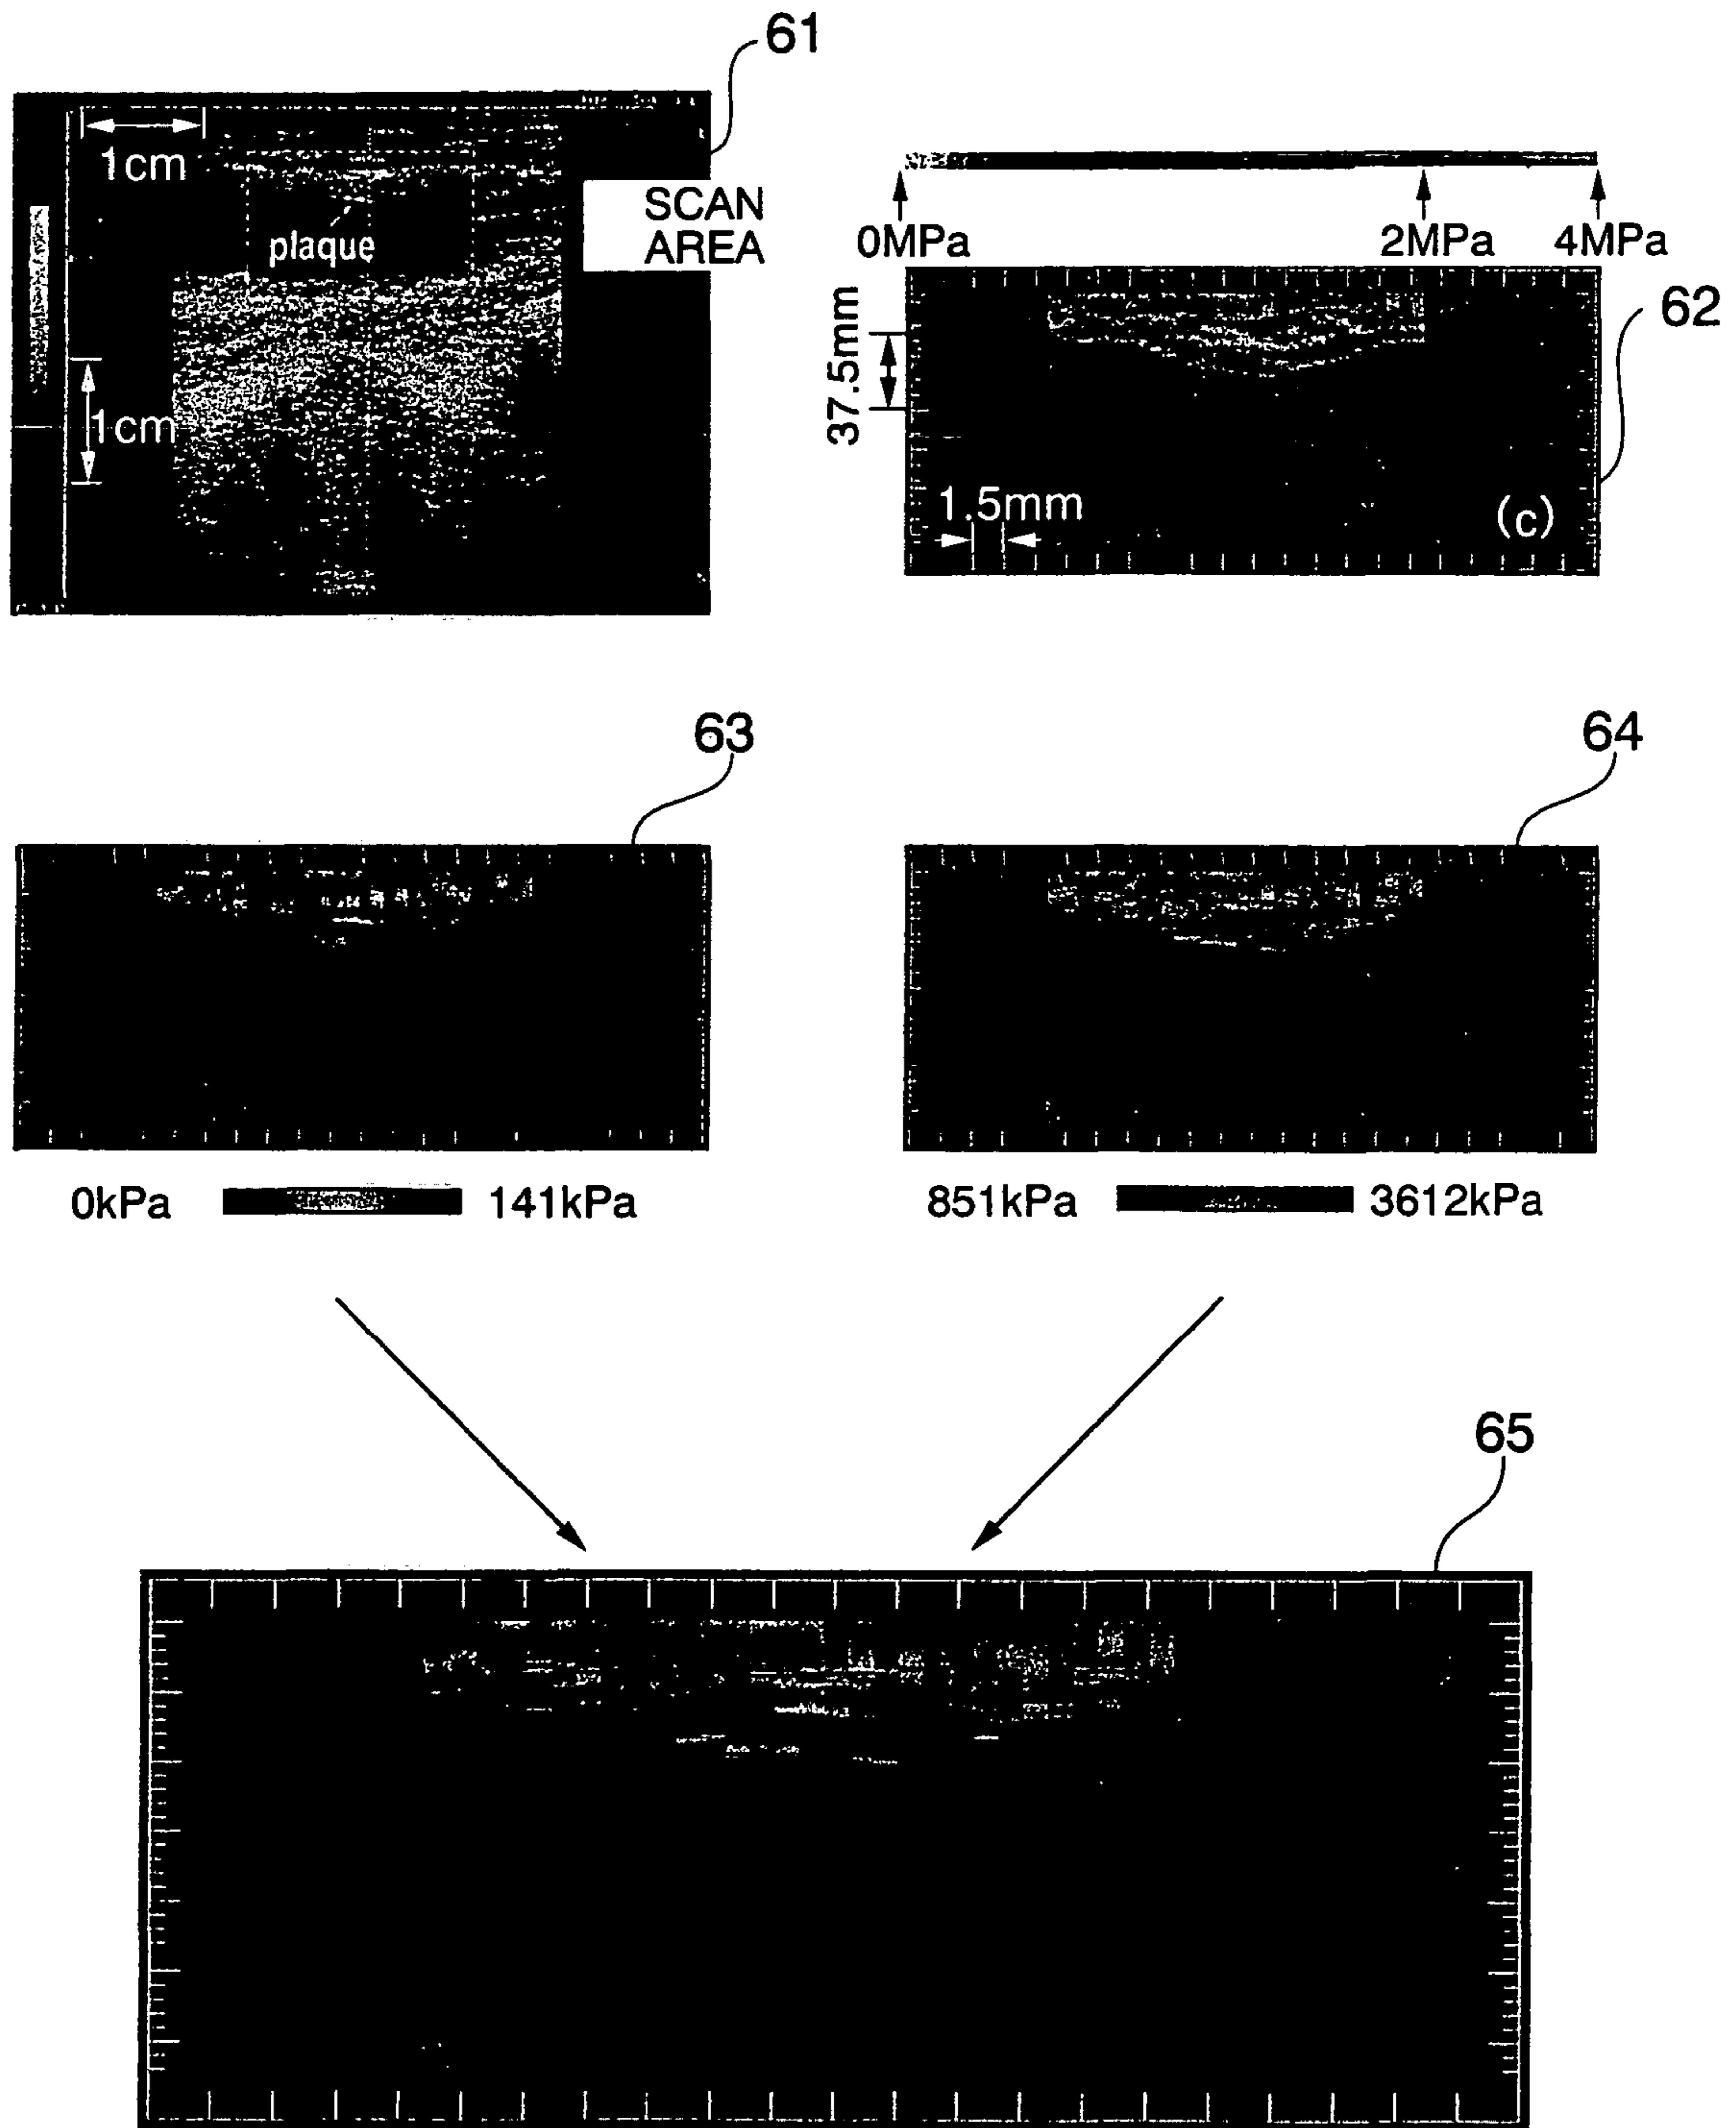 61
1cm
SCAN
AREA
plaque
1cm
0MPa
2MPa
4MPa
62
37.5mm
1.5mm
(c)
63
64
0kPa
141kPa
851kPa
3612kPa
65